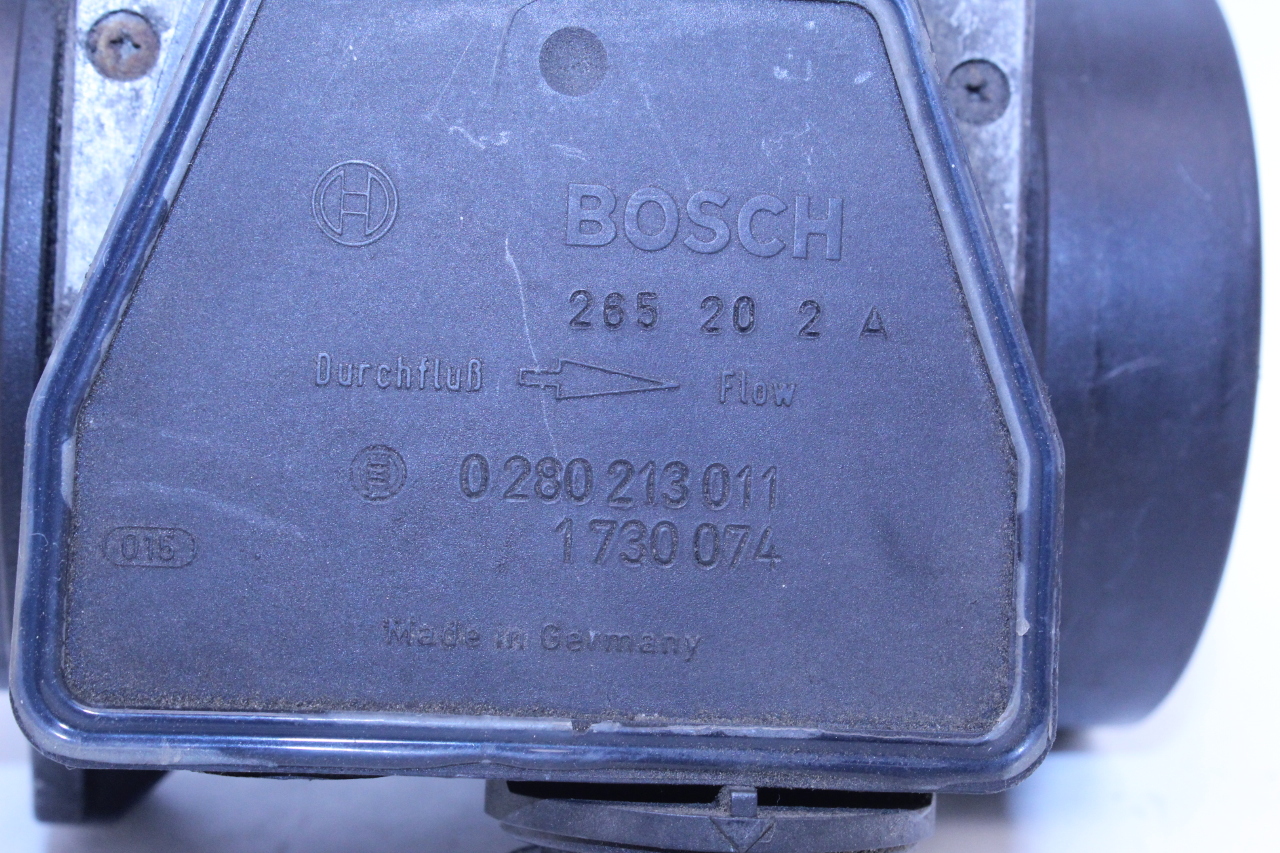 BOSCH
265 20 2 A
Durchfluß Flow
0 280 213 011
1 730 074
015
Made in Germany